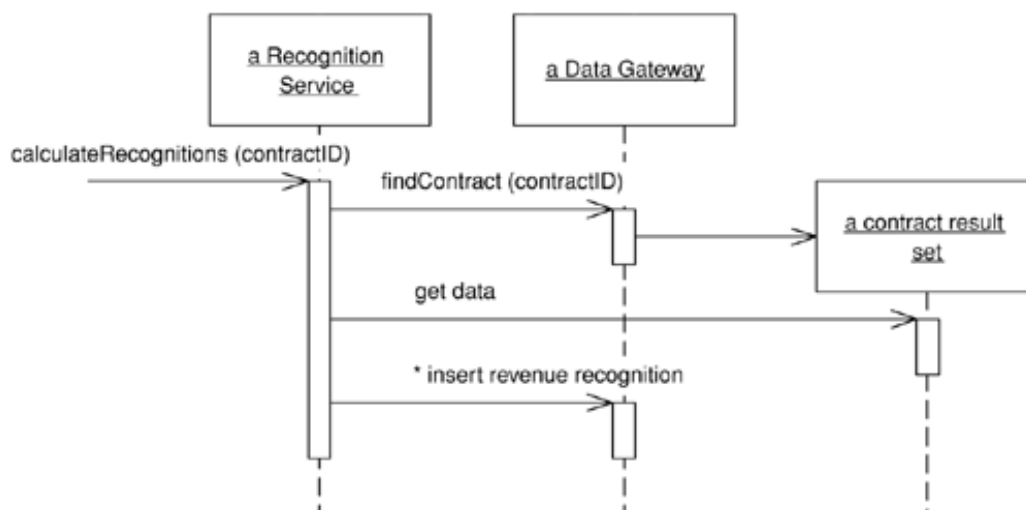 a Recognition
Service
a Data Gateway
calculateRecognitions (contractID)
findContract (contractID)
a contract result
set
get data
* insert revenue recognition